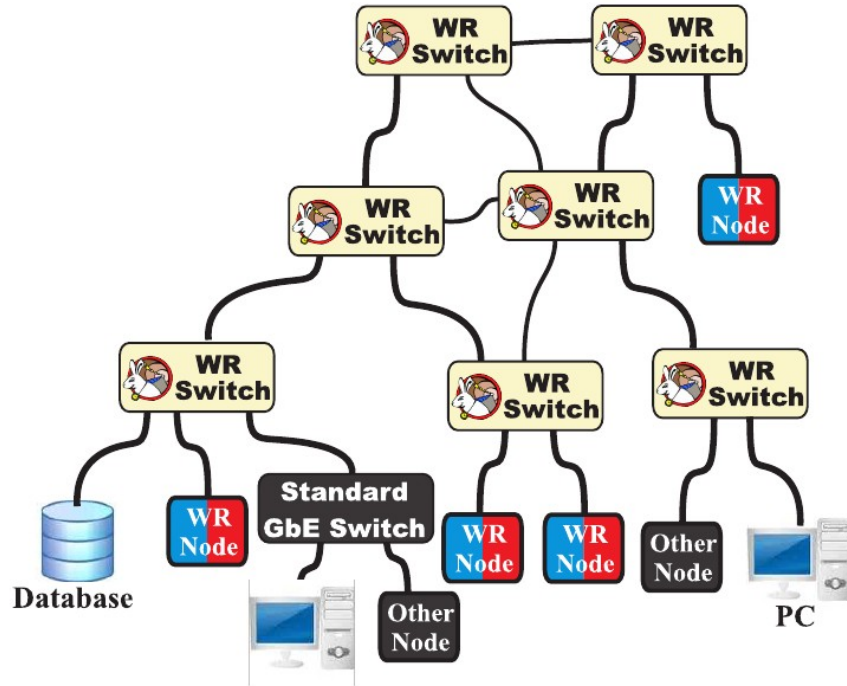 WR
Switch
WR
Switch
WR
Switch
WR
Switch
WR
Node
WR
Switch
WR
Switch
WR
Switch
Database
WR
Node
Standard
GbE Switch
WR
Node
WR
Node
Other
Node
PC
Other
Node